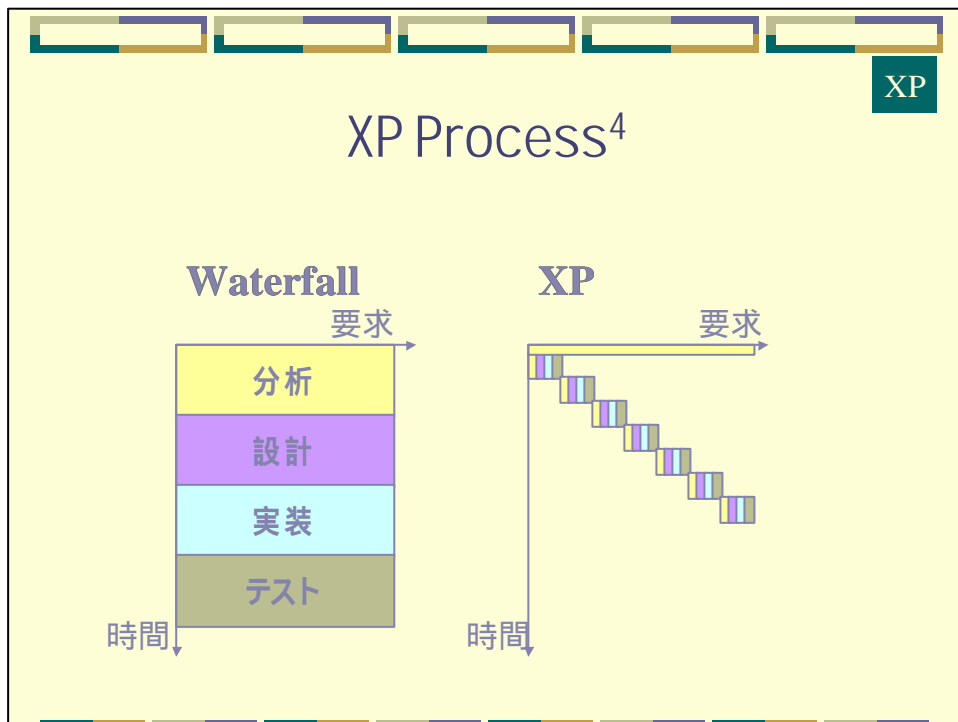 XP
XP Process4
Waterfall
XP
要求
要求
分析
設計
実装
テスト
時間
時間